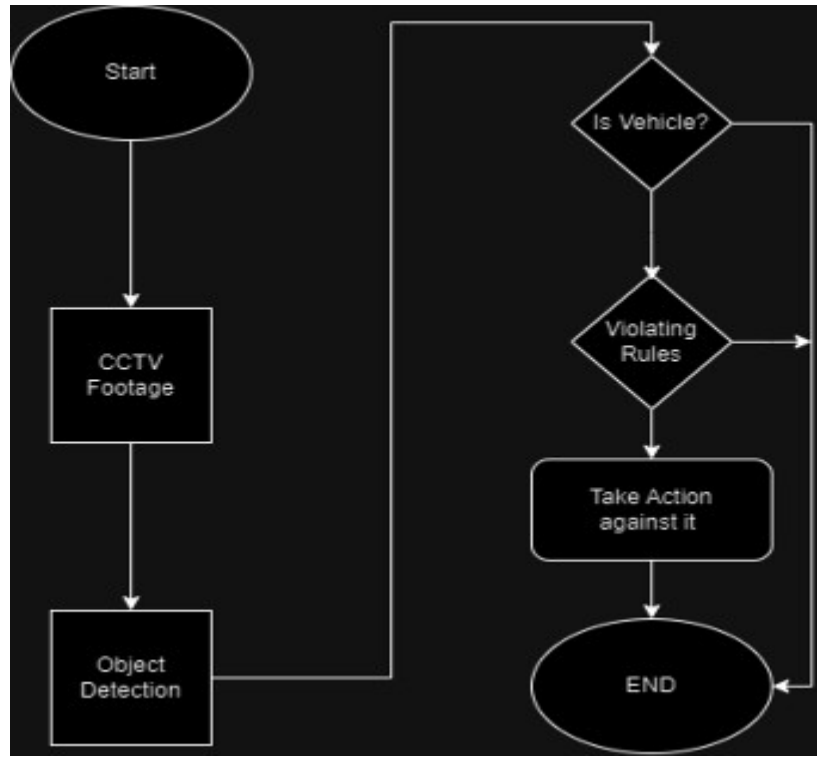 Start
CCTV
Footage
Object
Detection
Is Vehicle?
Violating
Rules
Take Action
against it
END